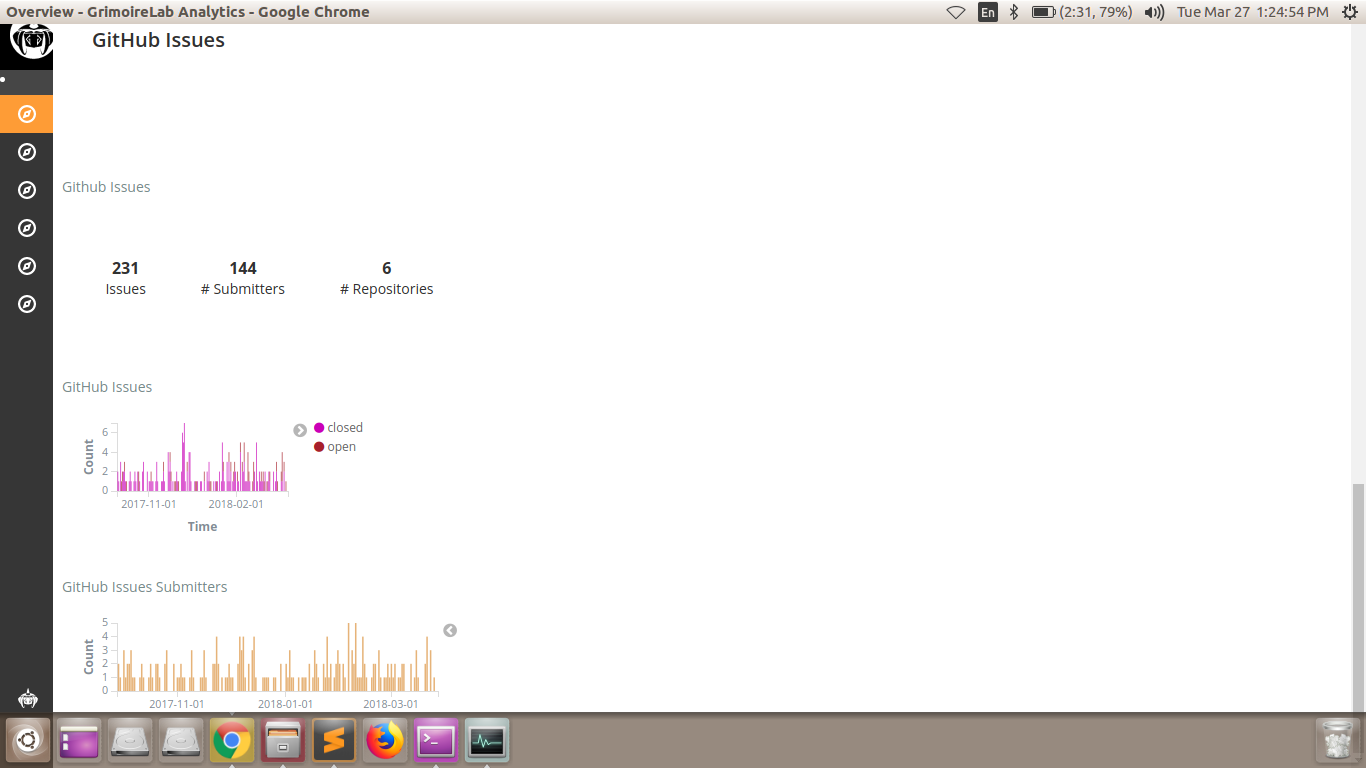 Overview - GrimoireLab Analytics - Google Chrome
En (2:31, 79%) Tue Mar 27 1:24:54 PM
GitHub Issues
Github Issues
231 144 6
Issues # Submitters # Repositories
GitHub Issues
Count
6
4
2
0
2017-11-01 2018-02-01
Time
closed
open
GitHub Issues Submitters
Count
5
4
3
2
1
0
2017-11-01 2018-01-01 2018-03-01